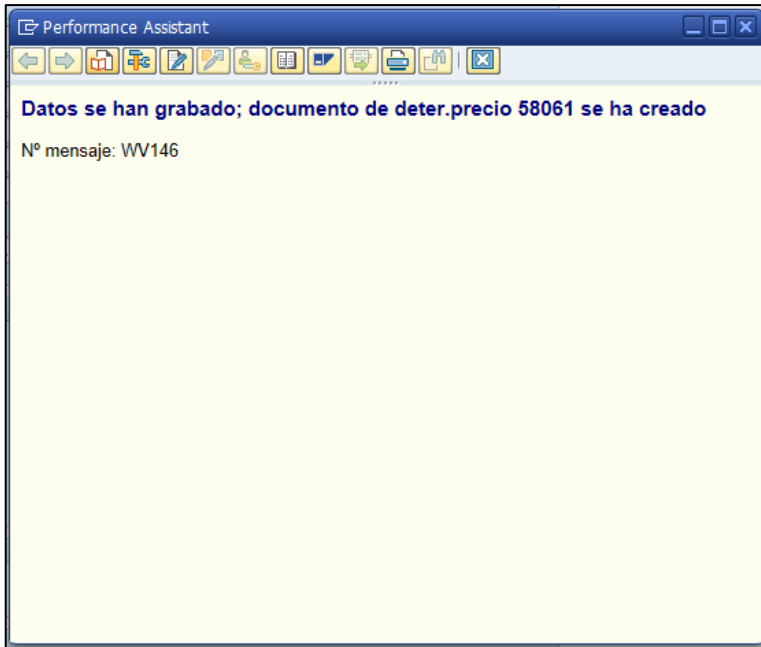 Performance Assistant
Datos se han grabado; documento de deter.precio 58061 se ha creado
Nº mensaje: WV146